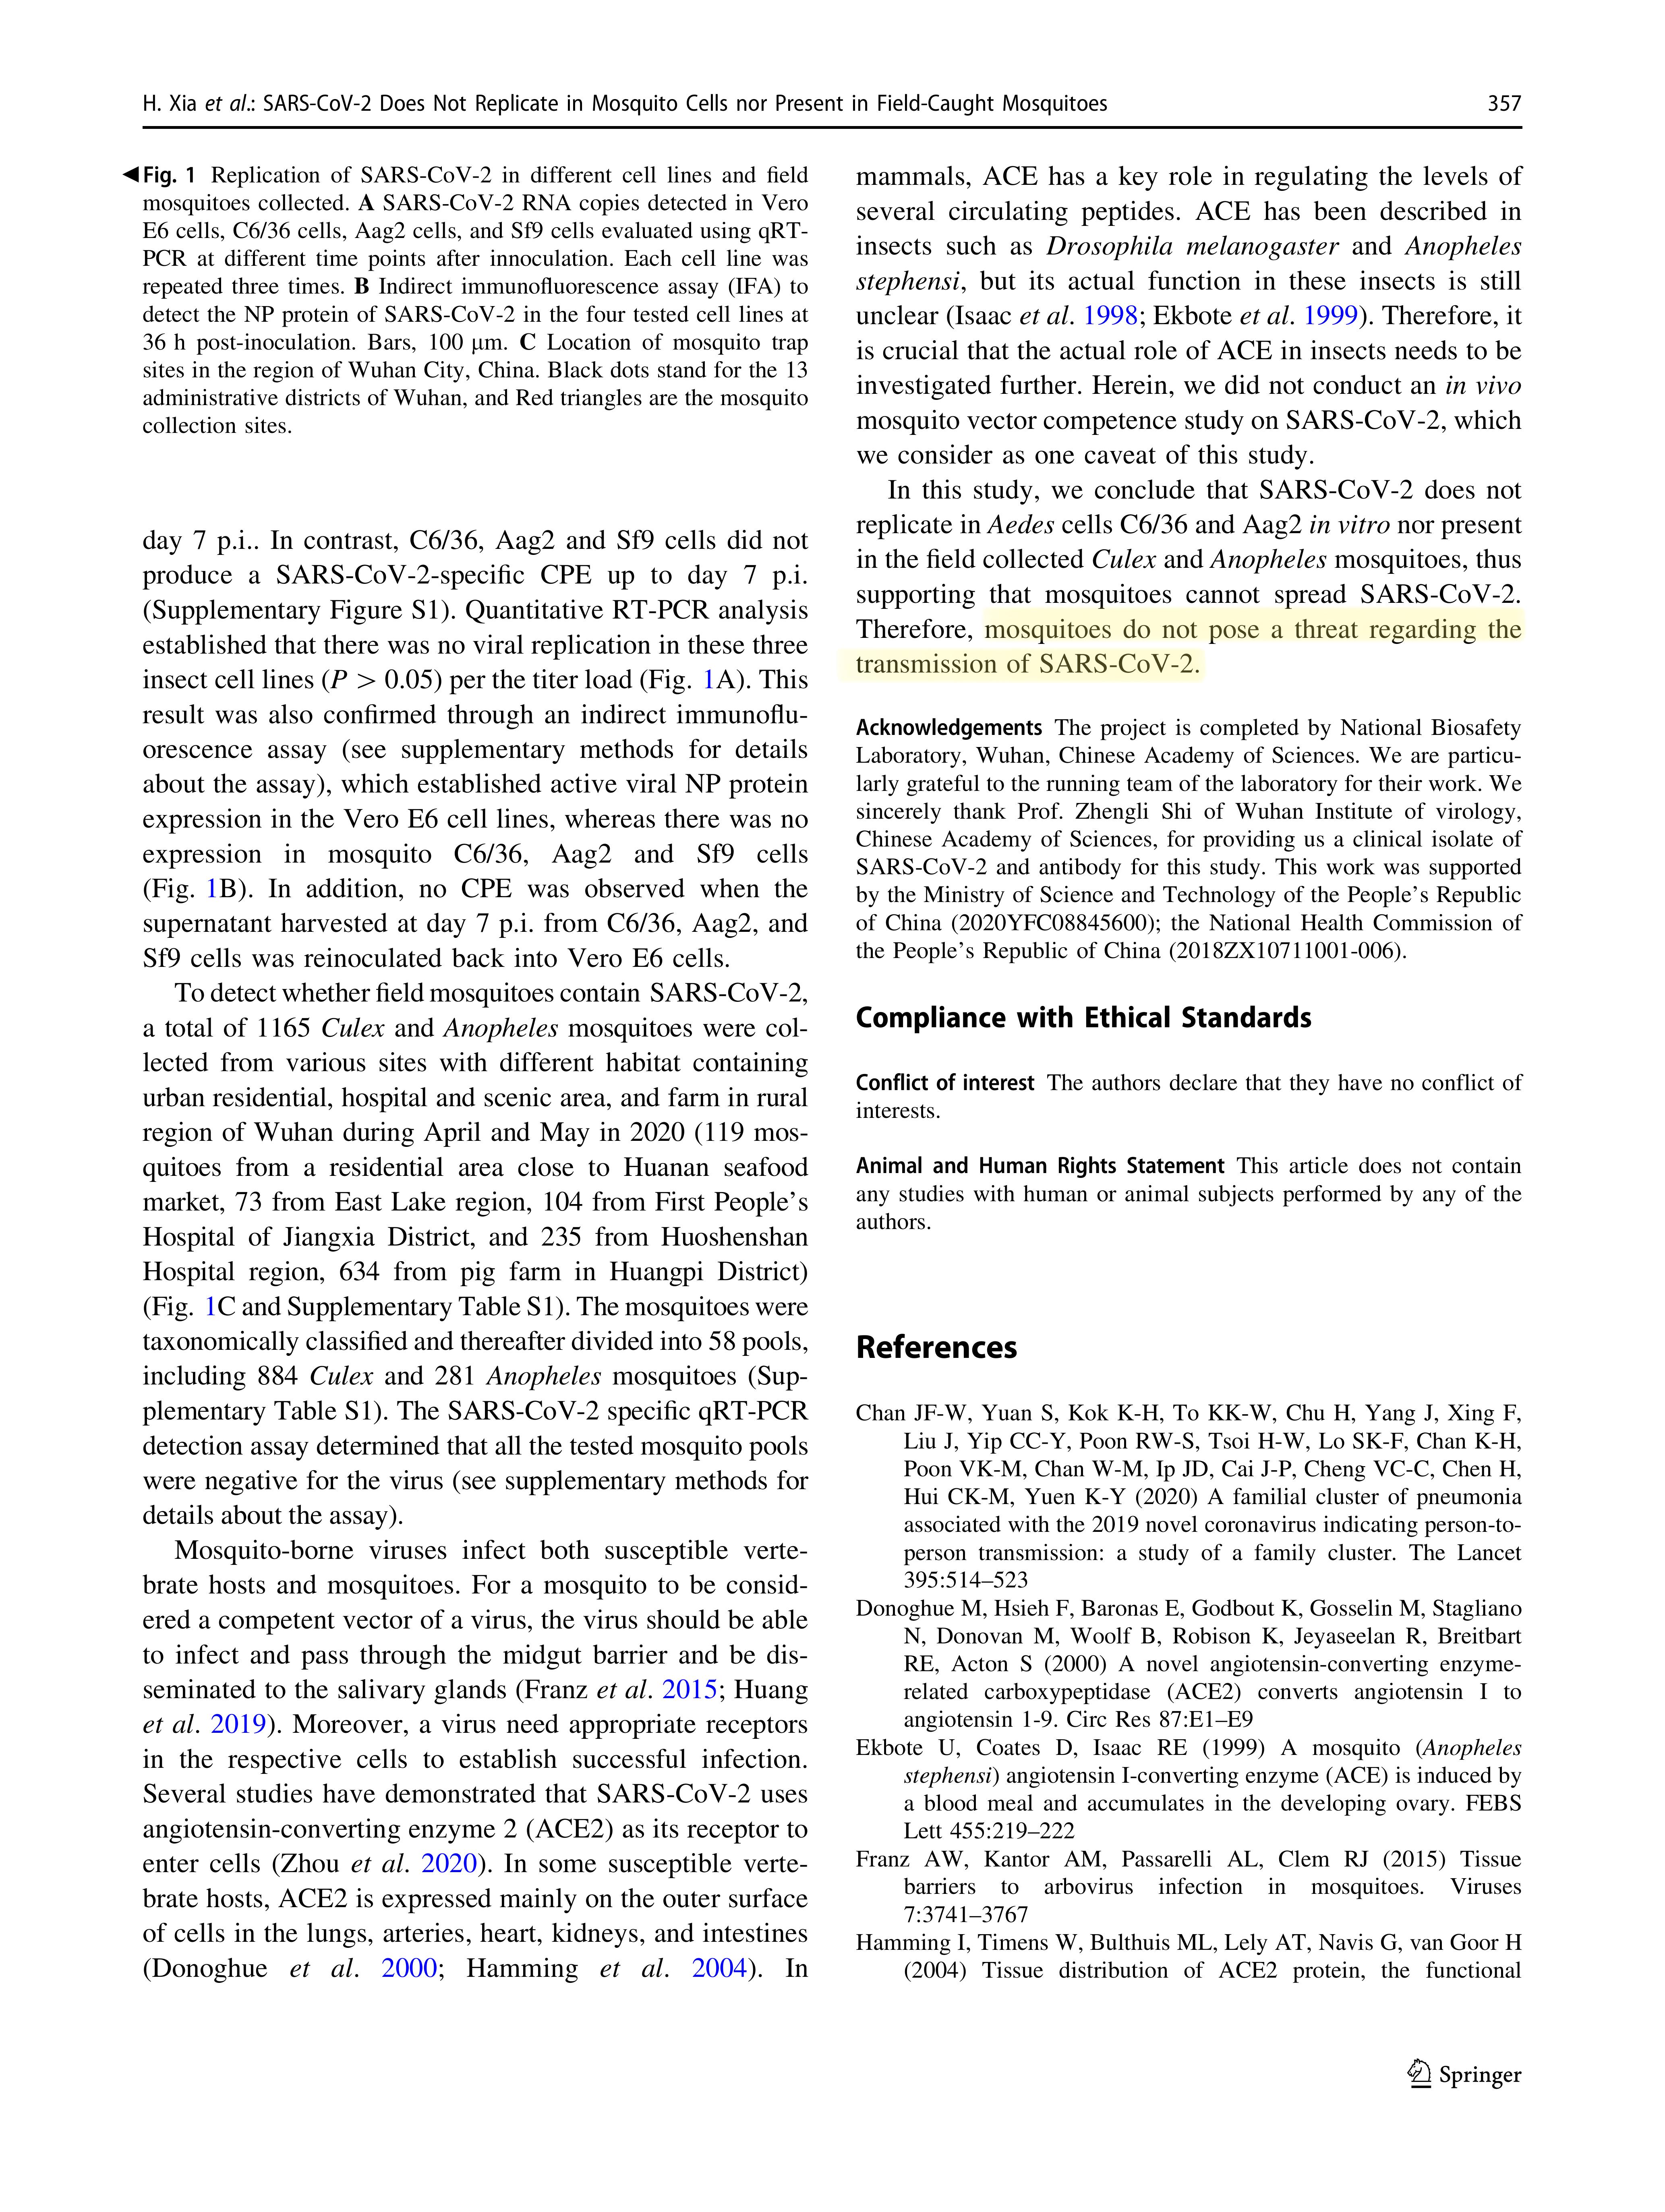 H. Xia et al.: SARS-CoV-2 Does Not Replicate in Mosquito Cells nor Present in Field-Caught Mosquitoes 357
◀Fig. 1 Replication of SARS-CoV-2 in different cell lines and field
mosquitoes collected. A SARS-CoV-2 RNA copies detected in Vero
E6 cells, C6/36 cells, Aag2 cells, and Sf9 cells evaluated using qRT-
PCR at different time points after innoculation. Each cell line was
repeated three times. B Indirect immunofluorescence assay (IFA) to
detect the NP protein of SARS-CoV-2 in the four tested cell lines at
36 h post-inoculation. Bars, 100 μm. C Location of mosquito trap
sites in the region of Wuhan City, China. Black dots stand for the 13
administrative districts of Wuhan, and Red triangles are the mosquito
collection sites.
day 7 p.i.. In contrast, C6/36, Aag2 and Sf9 cells did not
produce a SARS-CoV-2-specific CPE up to day 7 p.i.
(Supplementary Figure S1). Quantitative RT-PCR analysis
established that there was no viral replication in these three
insect cell lines (P > 0.05) per the titer load (Fig. 1A). This
result was also confirmed through an indirect immunoflu-
orescence assay (see supplementary methods for details
about the assay), which established active viral NP protein
expression in the Vero E6 cell lines, whereas there was no
expression in mosquito C6/36, Aag2 and Sf9 cells
(Fig. 1B). In addition, no CPE was observed when the
supernatant harvested at day 7 p.i. from C6/36, Aag2, and
Sf9 cells was reinoculated back into Vero E6 cells.
To detect whether field mosquitoes contain SARS-CoV-2,
a total of 1165 Culex and Anopheles mosquitoes were col-
lected from various sites with different habitat containing
urban residential, hospital and scenic area, and farm in rural
region of Wuhan during April and May in 2020 (119 mos-
quitoes from a residential area close to Huanan seafood
market, 73 from East Lake region, 104 from First People's
Hospital of Jiangxia District, and 235 from Huoshenshan
Hospital region, 634 from pig farm in Huangpi District)
(Fig. 1C and Supplementary Table S1). The mosquitoes were
taxonomically classified and thereafter divided into 58 pools,
including 884 Culex and 281 Anopheles mosquitoes (Sup-
plementary Table S1). The SARS-CoV-2 specific qRT-PCR
detection assay determined that all the tested mosquito pools
were negative for the virus (see supplementary methods for
details about the assay).
Mosquito-borne viruses infect both susceptible verte-
brate hosts and mosquitoes. For a mosquito to be consid-
ered a competent vector of a virus, the virus should be able
to infect and pass through the midgut barrier and be dis-
seminated to the salivary glands (Franz et al. 2015; Huang
et al. 2019). Moreover, a virus need appropriate receptors
in the respective cells to establish successful infection.
Several studies have demonstrated that SARS-CoV-2 uses
angiotensin-converting enzyme 2 (ACE2) as its receptor to
enter cells (Zhou et al. 2020). In some susceptible verte-
brate hosts, ACE2 is expressed mainly on the outer surface
of cells in the lungs, arteries, heart, kidneys, and intestines
(Donoghue et al. 2000; Hamming et al. 2004). In
mammals, ACE has a key role in regulating the levels of
several circulating peptides. ACE has been described in
insects such as Drosophila melanogaster and Anopheles
stephensi, but its actual function in these insects is still
unclear (Isaac et al. 1998; Ekbote et al. 1999). Therefore, it
is crucial that the actual role of ACE in insects needs to be
investigated further. Herein, we did not conduct an in vivo
mosquito vector competence study on SARS-CoV-2, which
we consider as one caveat of this study.
In this study, we conclude that SARS-CoV-2 does not
replicate in Aedes cells C6/36 and Aag2 in vitro nor present
in the field collected Culex and Anopheles mosquitoes, thus
supporting that mosquitoes cannot spread SARS-CoV-2.
Therefore, mosquitoes do not pose a threat regarding the
transmission of SARS-CoV-2.
Acknowledgements The project is completed by National Biosafety
Laboratory, Wuhan, Chinese Academy of Sciences. We are particu-
larly grateful to the running team of the laboratory for their work. We
sincerely thank Prof. Zhengli Shi of Wuhan Institute of virology,
Chinese Academy of Sciences, for providing us a clinical isolate of
SARS-CoV-2 and antibody for this study. This work was supported
by the Ministry of Science and Technology of the People's Republic
of China (2020YFC08845600); the National Health Commission of
the People's Republic of China (2018ZX10711001-006).
Compliance with Ethical Standards
Conflict of interest The authors declare that they have no conflict of
interests.
Animal and Human Rights Statement This article does not contain
any studies with human or animal subjects performed by any of the
authors.
References
Chan JF-W, Yuan S, Kok K-H, To KK-W, Chu H, Yang J, Xing F,
Liu J, Yip CC-Y, Poon RW-S, Tsoi H-W, Lo SK-F, Chan K-H,
Poon VK-M, Chan W-M, Ip JD, Cai J-P, Cheng VC-C, Chen H,
Hui CK-M, Yuen K-Y (2020) A familial cluster of pneumonia
associated with the 2019 novel coronavirus indicating person-to-
person transmission: a study of a family cluster. The Lancet
395:514–523
Donoghue M, Hsieh F, Baronas E, Godbout K, Gosselin M, Stagliano
N, Donovan M, Woolf B, Robison K, Jeyaseelan R, Breitbart
RE, Acton S (2000) A novel angiotensin-converting enzyme-
related carboxypeptidase (ACE2) converts angiotensin I to
angiotensin 1-9. Circ Res 87:E1–E9
Ekbote U, Coates D, Isaac RE (1999) A mosquito (Anopheles
stephensi) angiotensin I-converting enzyme (ACE) is induced by
a blood meal and accumulates in the developing ovary. FEBS
Lett 455:219–222
Franz AW, Kantor AM, Passarelli AL, Clem RJ (2015) Tissue
barriers to arbovirus infection in mosquitoes. Viruses
7:3741–3767
Hamming I, Timens W, Bulthuis ML, Lely AT, Navis G, van Goor H
(2004) Tissue distribution of ACE2 protein, the functional
Springer